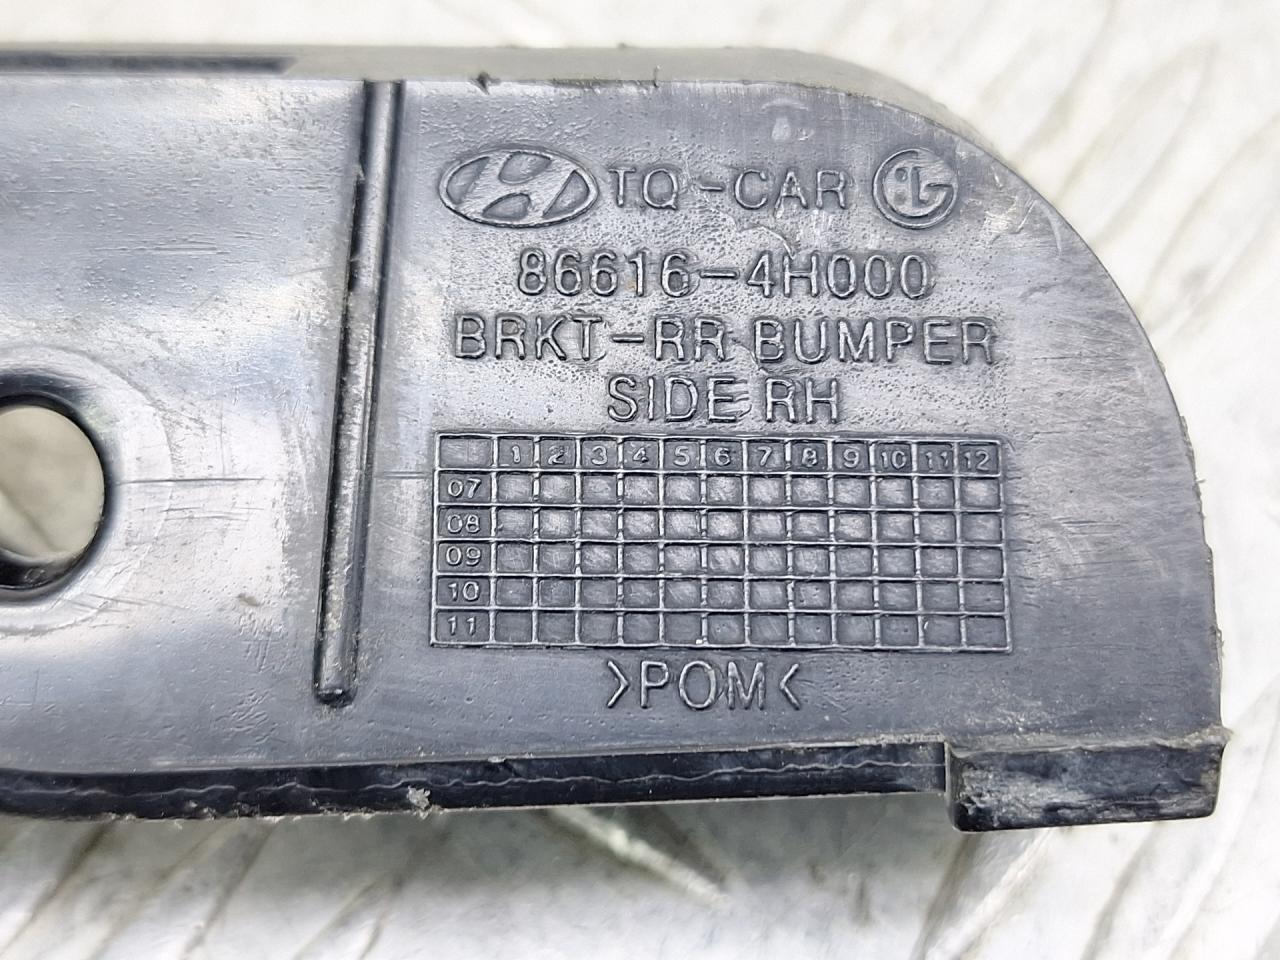 TQ-CAR
86616-4H000
BRKT-RR BUMPER
SIDE RH
1 2 3 4 5 6 7 8 9 10 11 12
07
08
09
10
11
>POM<